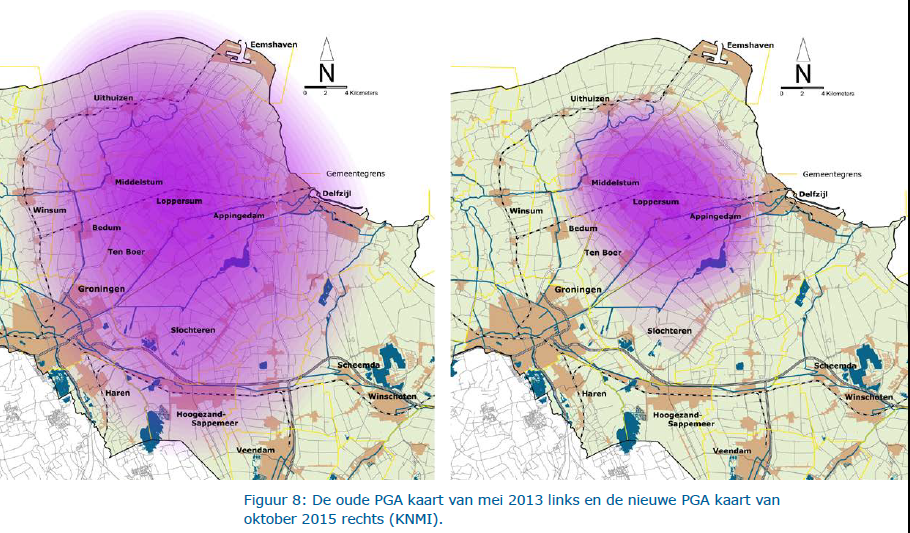 Eemshaven
N
0 2 4 Kilometers
Uithuizen
Gemeentegrens
Middelstum
Delfzijl
Loppersum
Winsum
Appingedam
Bedum
Ten Boer
Groningen
Slochteren
Scheemda
Haren
Winschoten
Hoogezand-
Sappemeer
Veendam
Eemshaven
N
0 2 4 Kilometers
Uithuizen
Gemeentegrens
Middelstum
Delfzijl
Loppersum
Winsum
Appingedam
Bedum
Ten Boer
Groningen
Slochteren
Scheemda
Haren
Winschoten
Hoogezand-
Sappemeer
Veendam
Figuur 8: De oude PGA kaart van mei 2013 links en de nieuwe PGA kaart van
oktober 2015 rechts (KNMI).